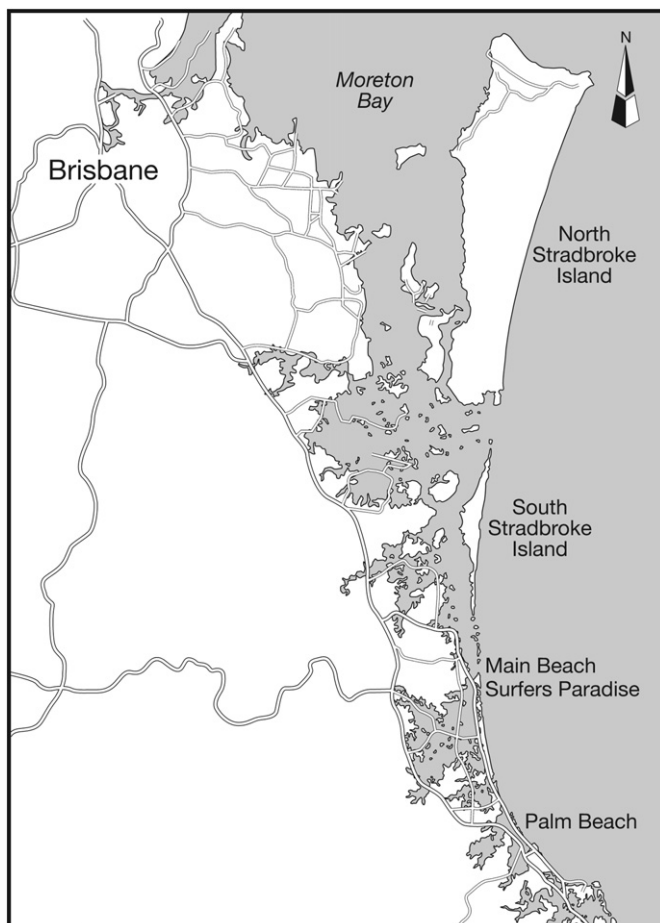 Moreton
Bay
N
Brisbane
North
Stradbroke
Island
South
Stradbroke
Island
Main Beach
Surfers Paradise
Palm Beach